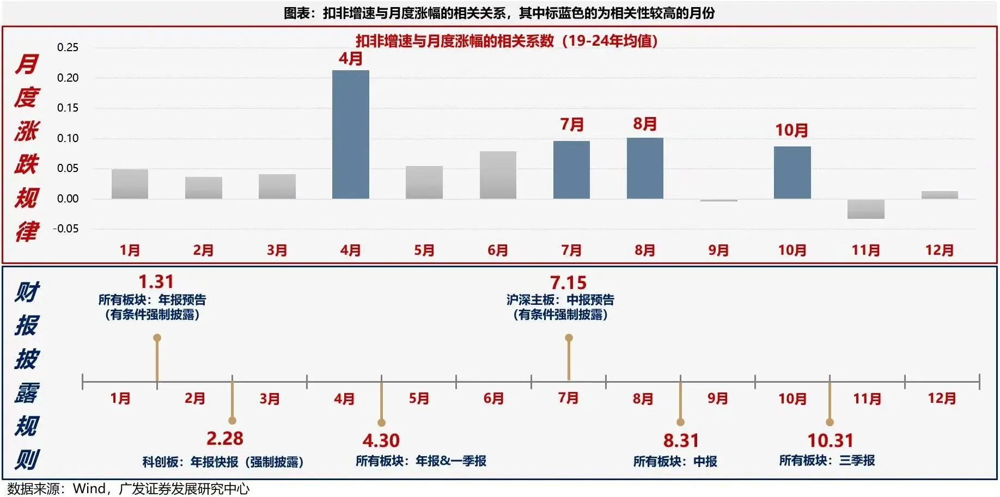 图表：扣非增速与月度涨幅的相关关系，其中标蓝色的为相关性较高的月份
月度涨跌规律
扣非增速与月度涨幅的相关系数（19-24年均值）
0.25
0.20
0.15
0.10
0.05
0.00
-0.05
4月
7月
8月
10月
1月 2月 3月 4月 5月 6月 7月 8月 9月 10月 11月 12月
财报披露规则
1.31
所有板块：年报预告
（有条件强制披露）
7.15
沪深主板：中报预告
（有条件强制披露）
1月 2月 3月 4月 5月 6月 7月 8月 9月 10月 11月 12月
2.28
科创板：年报快报（强制披露）
4.30
所有板块：年报&一季报
8.31
所有板块：中报
10.31
所有板块：三季报
数据来源：Wind，广发证券发展研究中心